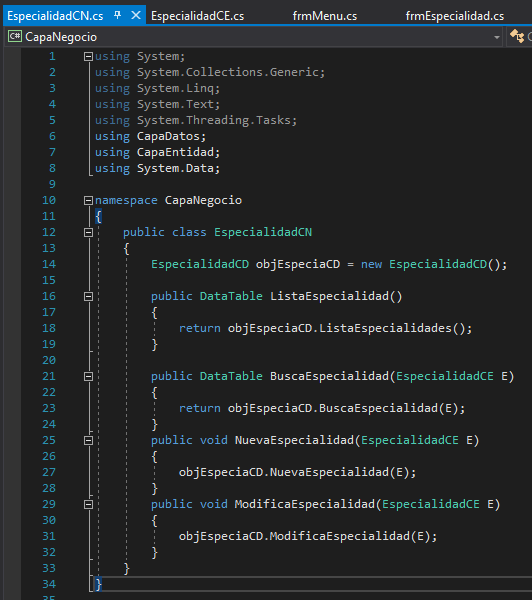 EspecialidadCN.cs EspecialidadCE.cs frmMenu.cs frmEspecialidad.cs
C# CapaNegocio
1 using System;
2 using System.Collections.Generic;
3 using System.Linq;
4 using System.Text;
5 using System.Threading.Tasks;
6 using CapaDatos;
7 using CapaEntidad;
8 using System.Data;
9
10 namespace CapaNegocio
11 {
12 public class EspecialidadCN
13 {
14 EspecialidadCD objEspeciaCD = new EspecialidadCD();
15
16 public DataTable ListaEspecialidad()
17 {
18 return objEspeciaCD.ListaEspecialidades();
19 }
20
21 public DataTable BuscaEspecialidad(EspecialidadCE E)
22 {
23 return objEspeciaCD.BuscaEspecialidad(E);
24 }
25 public void NuevaEspecialidad(EspecialidadCE E)
26 {
27 objEspeciaCD.NuevaEspecialidad(E);
28 }
29 public void ModificaEspecialidad(EspecialidadCE E)
30 {
31 objEspeciaCD.ModificaEspecialidad(E);
32 }
33 }
34 }